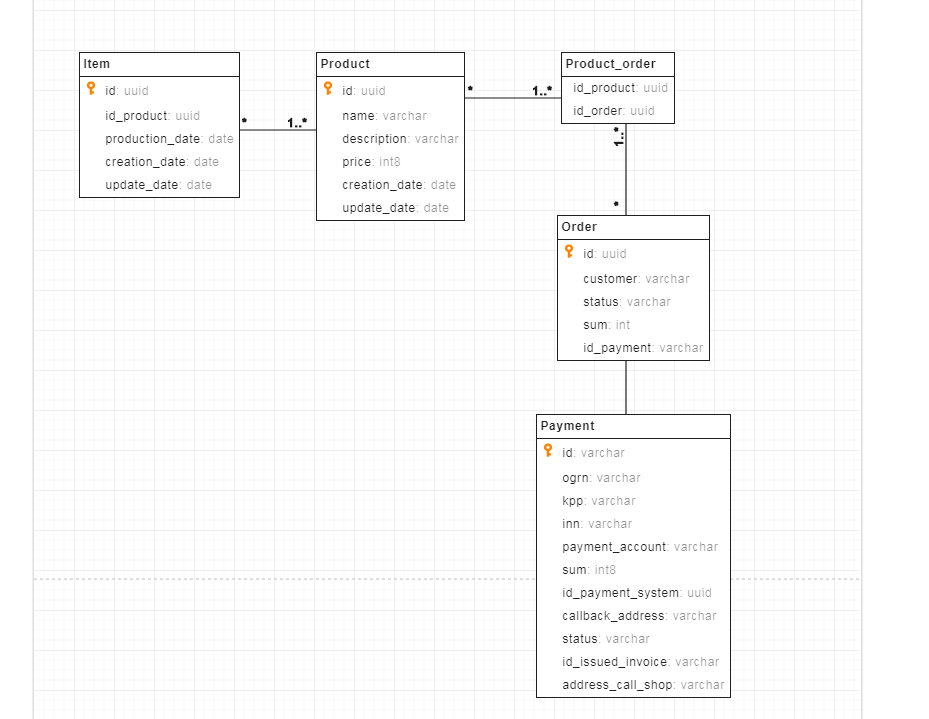 Item
id: uuid
id_product: uuid
production_date: date
creation_date: date
update_date: date
* 1..*
Product
id: uuid
name: varchar
description: varchar
price: int8
creation_date: date
update_date: date
* 1..*
Product_order
id_product: uuid
id_order: uuid
1..*
*
Order
id: uuid
customer: varchar
status: varchar
sum: int
id_payment: varchar
Payment
id: varchar
ogrn: varchar
kpp: varchar
inn: varchar
payment_account: varchar
sum: int8
id_payment_system: uuid
callback_address: varchar
status: varchar
id_issued_invoice: varchar
address_call_shop: varchar